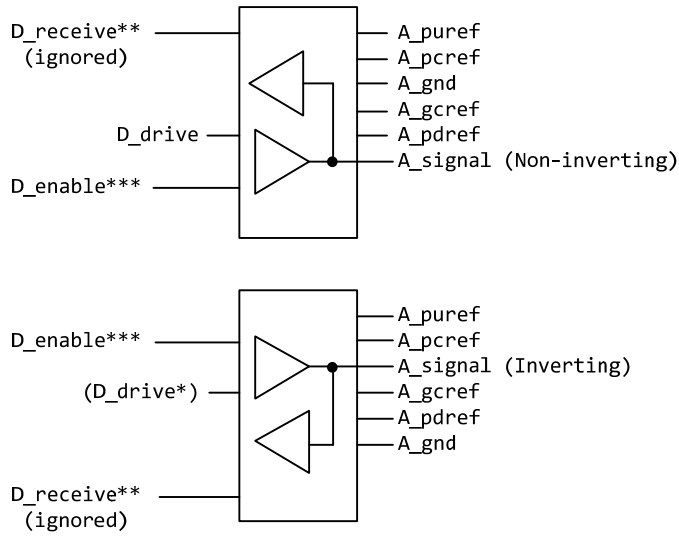 D_receive**
(ignored)
D_drive
D_enable***
A_puref
A_pcref
A_gnd
A_gcref
A_pdref
A_signal (Non-inverting)
D_enable***
(D_drive*)
D_receive**
(ignored)
A_puref
A_pcref
A_signal (Inverting)
A_gcref
A_pdref
A_gnd